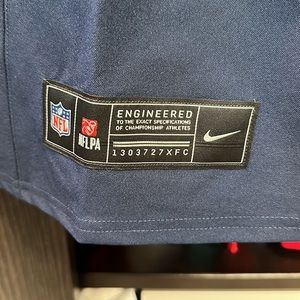 NFL
NFLPA
ENGINEERED
TO THE EXACT SPECIFICATIONS
OF CHAMPIONSHIP ATHLETES
1303727XFC